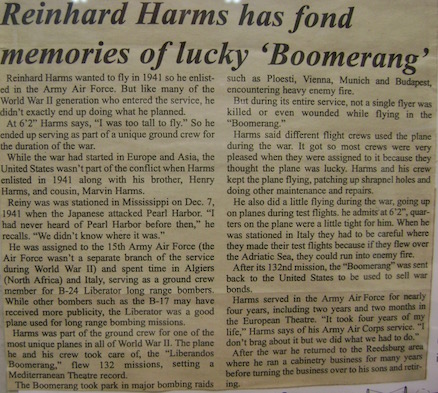 Reinhard Harms has fond
memories of lucky ‘Boomerang’
Reinhard Harms wanted to fly in 1941 so he enlist-
ed in the Army Air Force. But like many of the
World War II generation who entered the service, he
didn't exactly end up doing what he planned.
At 6'2" Harms says, "I was too tall to fly." So he
ended up serving as part of a unique ground crew for
the duration of the war.
While the war had started in Europe and Asia, the
United States wasn't part of the conflict when Harms
enlisted in 1941 along with his brother, Henry
Harms, and cousin, Marvin Harms.
Reiny was stationed in Mississippi on Dec. 7,
1941 when the Japanese attacked Pearl Harbor. "I
had never heard of Pearl Harbor before then," he
recalls. "We didn't know where it was."
He was assigned to the 15th Army Air Force (the
Air Force wasn't a separate branch of the service
during World War II) and spent time in Algiers
(North Africa) and Italy, serving as a ground crew
member for B-24 Liberator long range bombers.
While other bombers such as the B-17 may have
received more publicity, the Liberator was a good
plane used for long range bombing missions.
Harms was part of the ground crew for one of the
most unique planes in all of World War II. The plane
he and his crew took care of, the "Liberandos
Boomerang," flew 132 missions, setting a
Mediterranean Theatre record.
The Boomerang took park in major bombing raids
such as Ploesti, Vienna, Munich and Budapest,
encountering heavy enemy fire.
But during its entire service, not a single flyer was
killed or even wounded while flying in the
"Boomerang."
Harms said different flight crews used the plane
during the war. It got so most crews were very
pleased when they were assigned to it because they
thought the plane was lucky. Harms and his crew
kept the plane flying, patching up shrapnel holes and
doing other maintenance and repairs.
He also did a little flying during the war, going up
on planes during test flights. he admits at 6'2", quar-
ters on the plane were a little tight for him. When he
was stationed in Italy they had to be careful where
they made their test flights because if they flew over
the Adriatic Sea, they could run into enemy fire.
After its 132nd mission, the "Boomerang" was sent
back to the United States to be used to sell war
bonds.
Harms served in the Army Air Force for nearly
four years, including two years and two months in
the European Theatre. "It took four years of my
life," Harms says of his Army Air Corps service. "I
don't brag about it but we did what we had to do."
After the war he returned to the Reedsburg area
where he ran a cabinetry business for many years
before turning the business over to his sons and retir-
ing.